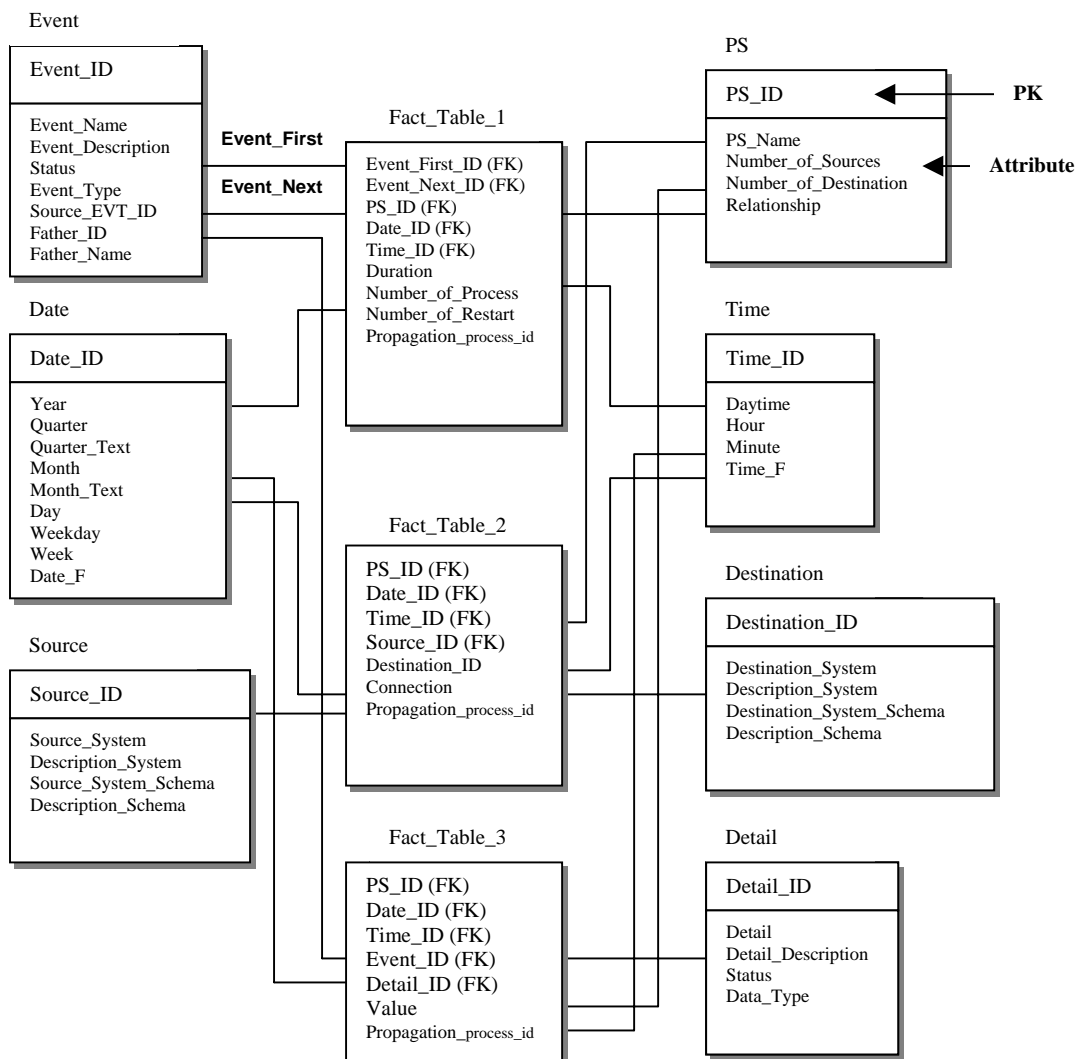 Event
Event_ID
Event_Name
Event_Description
Status
Event_Type
Source_EVT_ID
Father_ID
Father_Name
Event_First
Event_Next
Fact_Table_1
Event_First_ID (FK)
Event_Next_ID (FK)
PS_ID (FK)
Date_ID (FK)
Time_ID (FK)
Duration
Number_of_Process
Number_of_Restart
Propagation_process_id
PS
PS_ID
PS_Name
Number_of_Sources
Number_of_Destination
Relationship
PK
Attribute
Date
Date_ID
Year
Quarter
Quarter_Text
Month
Month_Text
Day
Weekday
Week
Date_F
Time
Time_ID
Daytime
Hour
Minute
Time_F
Fact_Table_2
PS_ID (FK)
Date_ID (FK)
Time_ID (FK)
Source_ID (FK)
Destination_ID
Connection
Propagation_process_id
Destination
Destination_ID
Destination_System
Description_System
Destination_System_Schema
Description_Schema
Source
Source_ID
Source_System
Description_System
Source_System_Schema
Description_Schema
Fact_Table_3
PS_ID (FK)
Date_ID (FK)
Time_ID (FK)
Event_ID (FK)
Detail_ID (FK)
Value
Propagation_process_id
Detail
Detail_ID
Detail
Detail_Description
Status
Data_Type